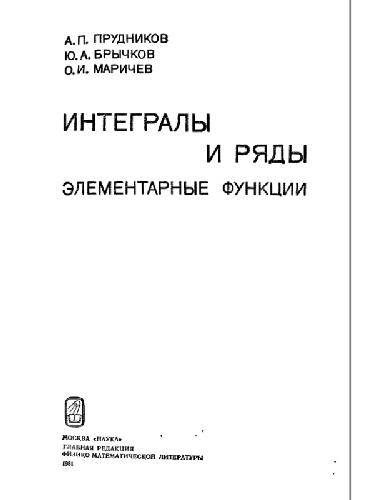 А. П. ПРУДНИКОВ
Ю. А. БРЫЧКОВ
О. И. МАРИЧЕВ
ИНТЕГРАЛЫ
И РЯДЫ
ЭЛЕМЕНТАРНЫЕ ФУНКЦИИ
МОСКВА «НАУКА»
ГЛАВНАЯ РЕДАКЦИЯ
ФИЗИКО МАТЕМАТИЧЕСКОЙ ЛИТЕРАТУРЫ
1981